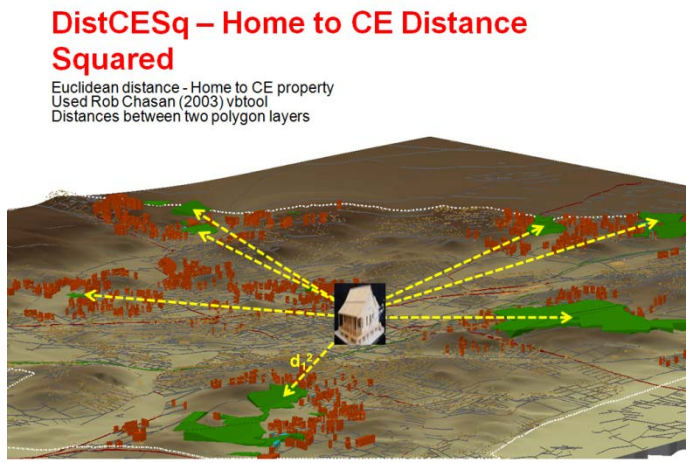 DistCESq – Home to CE Distance
Squared
Euclidean distance - Home to CE property
Used Rob Chasan (2003) vbtool
Distances between two polygon layers
d₁²